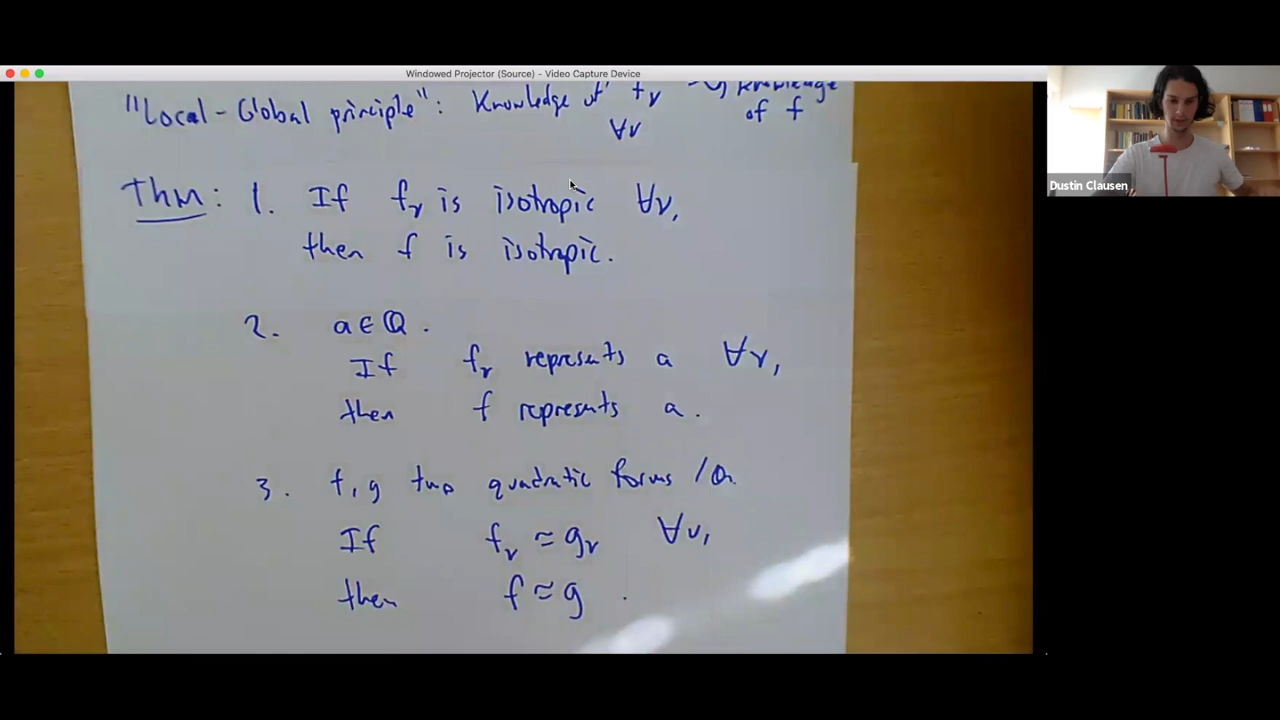 Windowed Projector (Source) - Video Capture Device
"Local-Global principle": Knowledge of f_v ⇝ knowledge
∀v of f
Dustin Clausen
Thm: 1. If f_v is isotropic ∀v,
then f is isotropic.
2. a ∈ ℚ.
If f_v represents a ∀v,
then f represents a.
3. f, g two quadratic forms /ℚ.
If f_v ≃ g_v ∀v,
then f ≃ g.